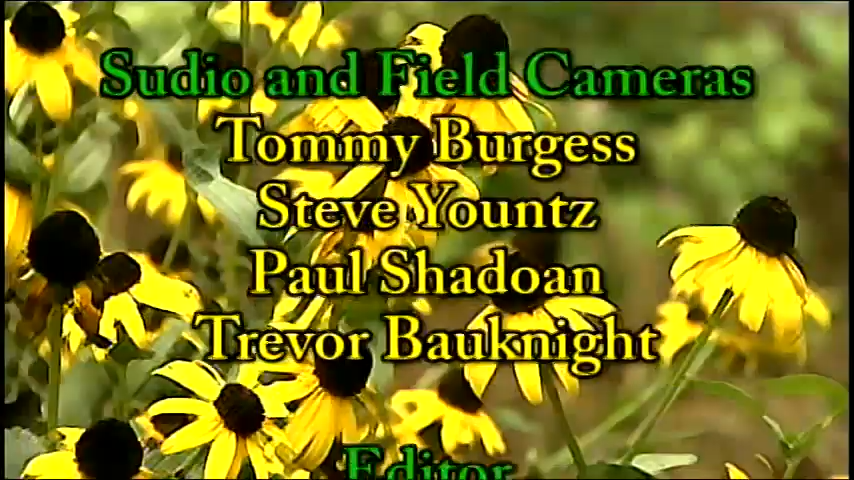 Sudio and Field Cameras
Tommy Burgess
Steve Yountz
Paul Shadoan
Trevor Bauknight
Editor